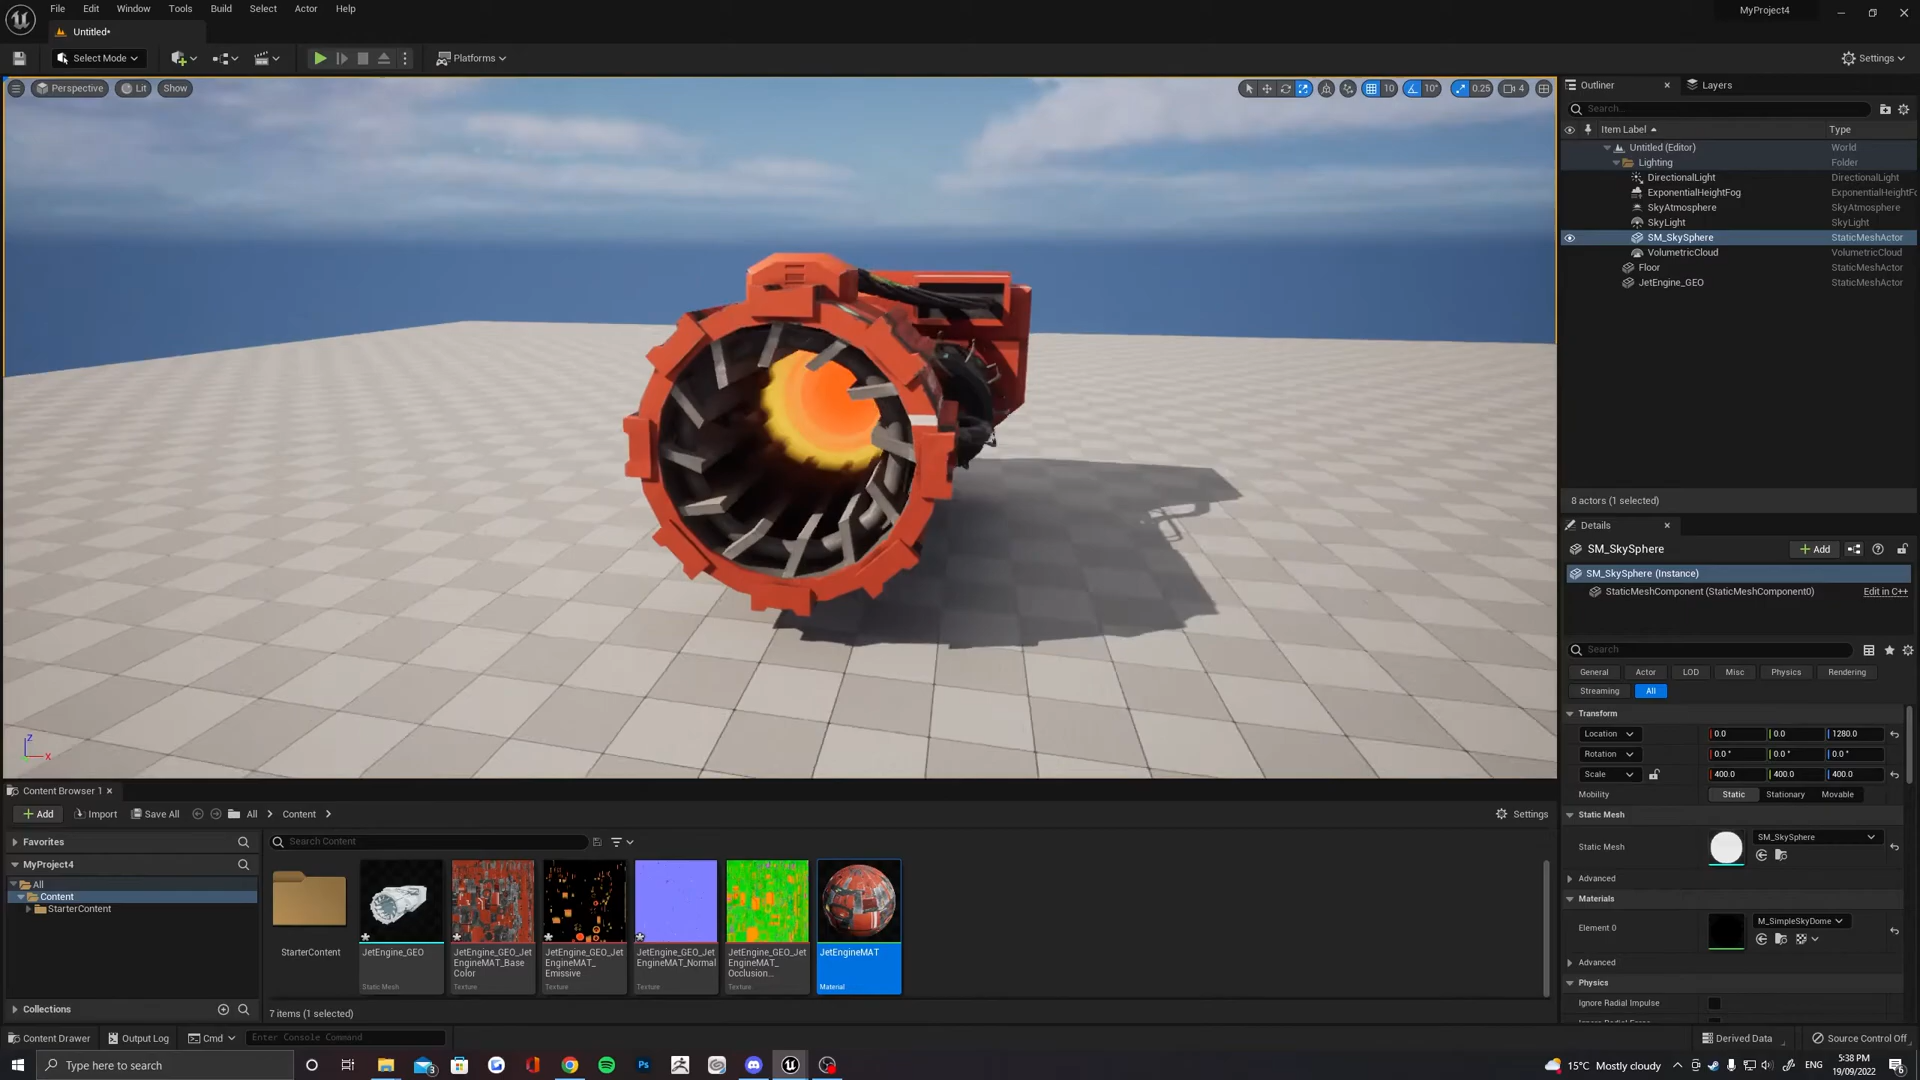 File Edit Window Tools Build Select Actor Help
MyProject4
Untitled*
Select Mode
Platforms
Settings
Perspective
Lit
Show
10
10°
0.25
4
Outliner
Layers
Search...
Item Label
Type
Untitled (Editor)
World
Lighting
Folder
DirectionalLight
DirectionalLight
ExponentialHeightFog
ExponentialHeightFo
SkyAtmosphere
SkyAtmosphere
SkyLight
SkyLight
SM_SkySphere
StaticMeshActor
VolumetricCloud
VolumetricCloud
Floor
StaticMeshActor
JetEngine_GEO
StaticMeshActor
8 actors (1 selected)
Details
SM_SkySphere
Add
SM_SkySphere (Instance)
StaticMeshComponent (StaticMeshComponent0)
Edit in C++
Search
General
Actor
LOD
Misc
Physics
Rendering
Streaming
All
Transform
Location
0.0
0.0
1280.0
Rotation
0.0 °
0.0 °
0.0 °
Scale
400.0
400.0
400.0
Mobility
Static
Stationary
Movable
Static Mesh
Static Mesh
SM_SkySphere
Advanced
Materials
Element 0
M_SimpleSkyDome
Advanced
Physics
Ignore Radial Impulse
Z
X
Content Browser 1
Add
Import
Save All
All
Content
Settings
Favorites
MyProject4
All
Content
StarterContent
Collections
Search Content
StarterContent
JetEngine_GEO
Static Mesh
JetEngine_GEO_Jet
EngineMAT_Base
Color
Texture
JetEngine_GEO_Jet
EngineMAT_
Emissive
Texture
JetEngine_GEO_Jet
EngineMAT_Normal
Texture
JetEngine_GEO_Jet
EngineMAT_
Occlusion...
Texture
JetEngineMAT
Material
7 items (1 selected)
Content Drawer
Output Log
Cmd
Enter Console Command
Derived Data
Source Control Off
Type here to search
3
Ps
15°C Mostly cloudy
ENG
5:38 PM
19/09/2022
6